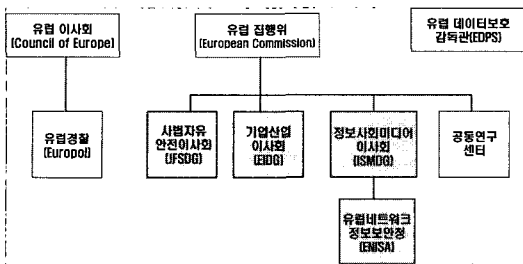 유럽 이사회
(Council of Europe)
유럽 집행위
(European Commission)
유럽 데이터보호
감독관(EDPS)
유럽경찰
(Europol)
사법자유
안전이사회
(JFSDG)
기업산업
이사회
(EIDG)
정보사회미디어
이사회
(ISMDG)
공동연구
센터
유럽네트워크
정보보안청
(ENISA)